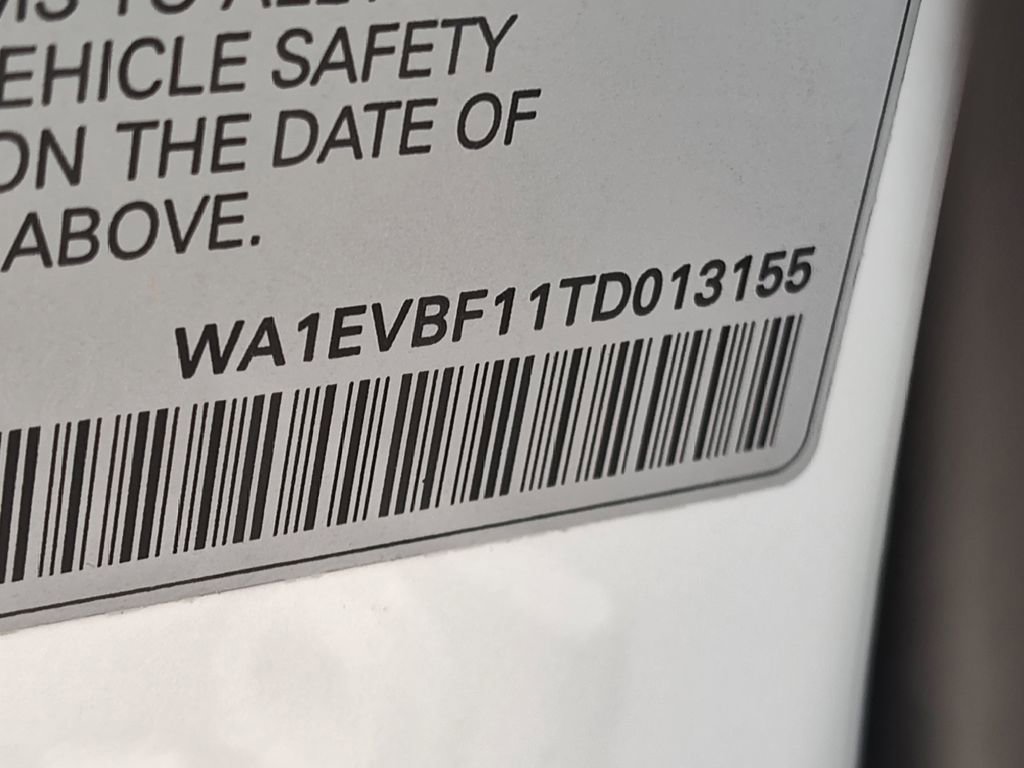 EHICLE SAFETY
ON THE DATE OF
ABOVE.
WA1EVBF11TD013155